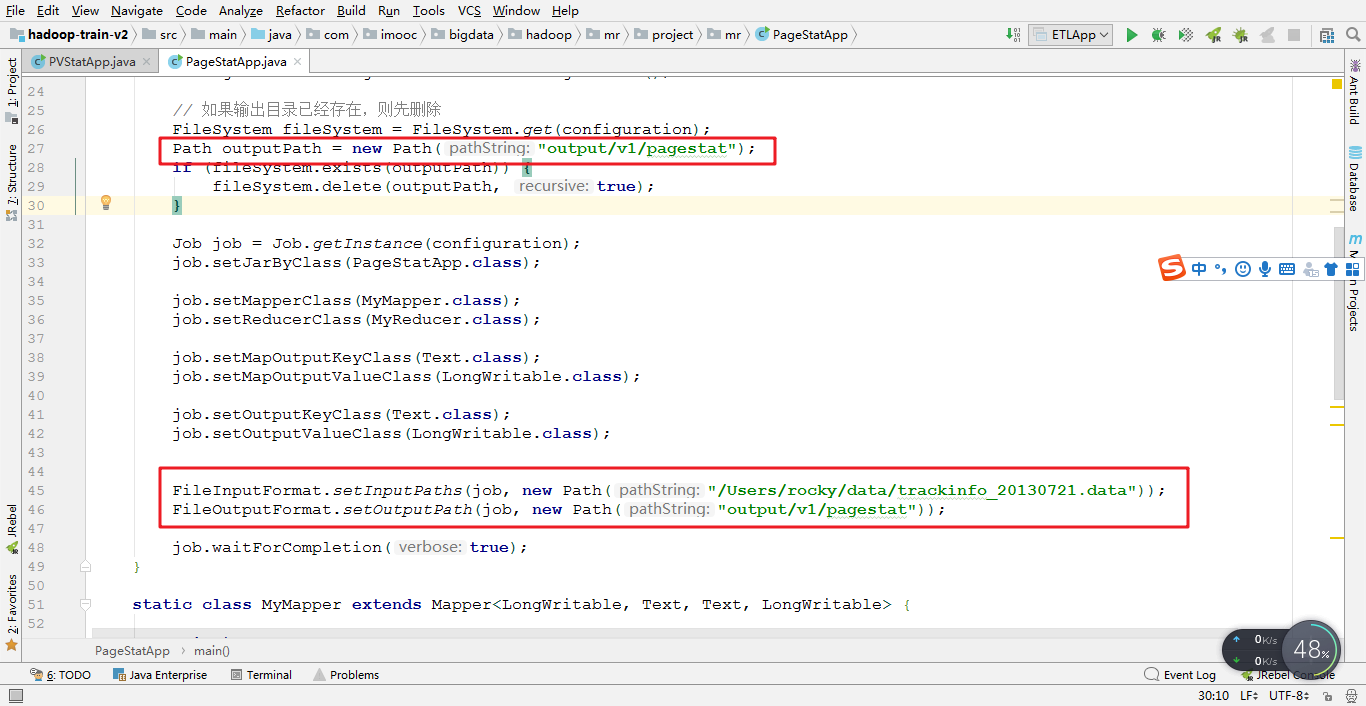 File Edit View Navigate Code Analyze Refactor Build Run Tools VCS Window Help
hadoop-train-v2 src main java com imooc bigdata hadoop mr project mr PageStatApp ETLApp
PVStatApp.java PageStatApp.java
1: Project
7: Structure
JRebel
2: Favorites
24
25 // 如果输出目录已经存在，则先删除
26 FileSystem fileSystem = FileSystem.get(configuration);
27 Path outputPath = new Path( pathString: "output/v1/pagestat");
28 if (fileSystem.exists(outputPath)) {
29 fileSystem.delete(outputPath, recursive: true);
30 }
31
32 Job job = Job.getInstance(configuration);
33 job.setJarByClass(PageStatApp.class);
34
35 job.setMapperClass(MyMapper.class);
36 job.setReducerClass(MyReducer.class);
37
38 job.setMapOutputKeyClass(Text.class);
39 job.setMapOutputValueClass(LongWritable.class);
40
41 job.setOutputKeyClass(Text.class);
42 job.setOutputValueClass(LongWritable.class);
43
44
45 FileInputFormat.setInputPaths(job, new Path( pathString: "/Users/rocky/data/trackinfo_20130721.data"));
46 FileOutputFormat.setOutputPath(job, new Path( pathString: "output/v1/pagestat"));
47
48 job.waitForCompletion( verbose: true);
49 }
50
51 static class MyMapper extends Mapper<LongWritable, Text, Text, LongWritable> {
52
Ant Build
Database
m
n Projects
中
0K/s
0K/s
48%
PageStatApp › main()
6: TODO Java Enterprise Terminal Problems Event Log JRebel Console
30:10 LF UTF-8